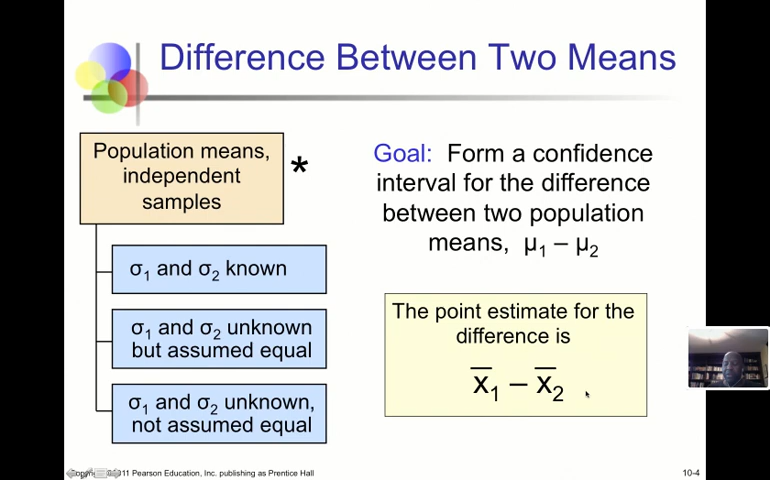 Difference Between Two Means
Population means,
independent
samples
*
σ₁ and σ₂ known
σ₁ and σ₂ unknown
but assumed equal
σ₁ and σ₂ unknown,
not assumed equal
Goal: Form a confidence
interval for the difference
between two population
means, μ₁ – μ₂
The point estimate for the
difference is
x̅₁ – x̅₂
2011 Pearson Education, Inc. publishing as Prentice Hall
10-4